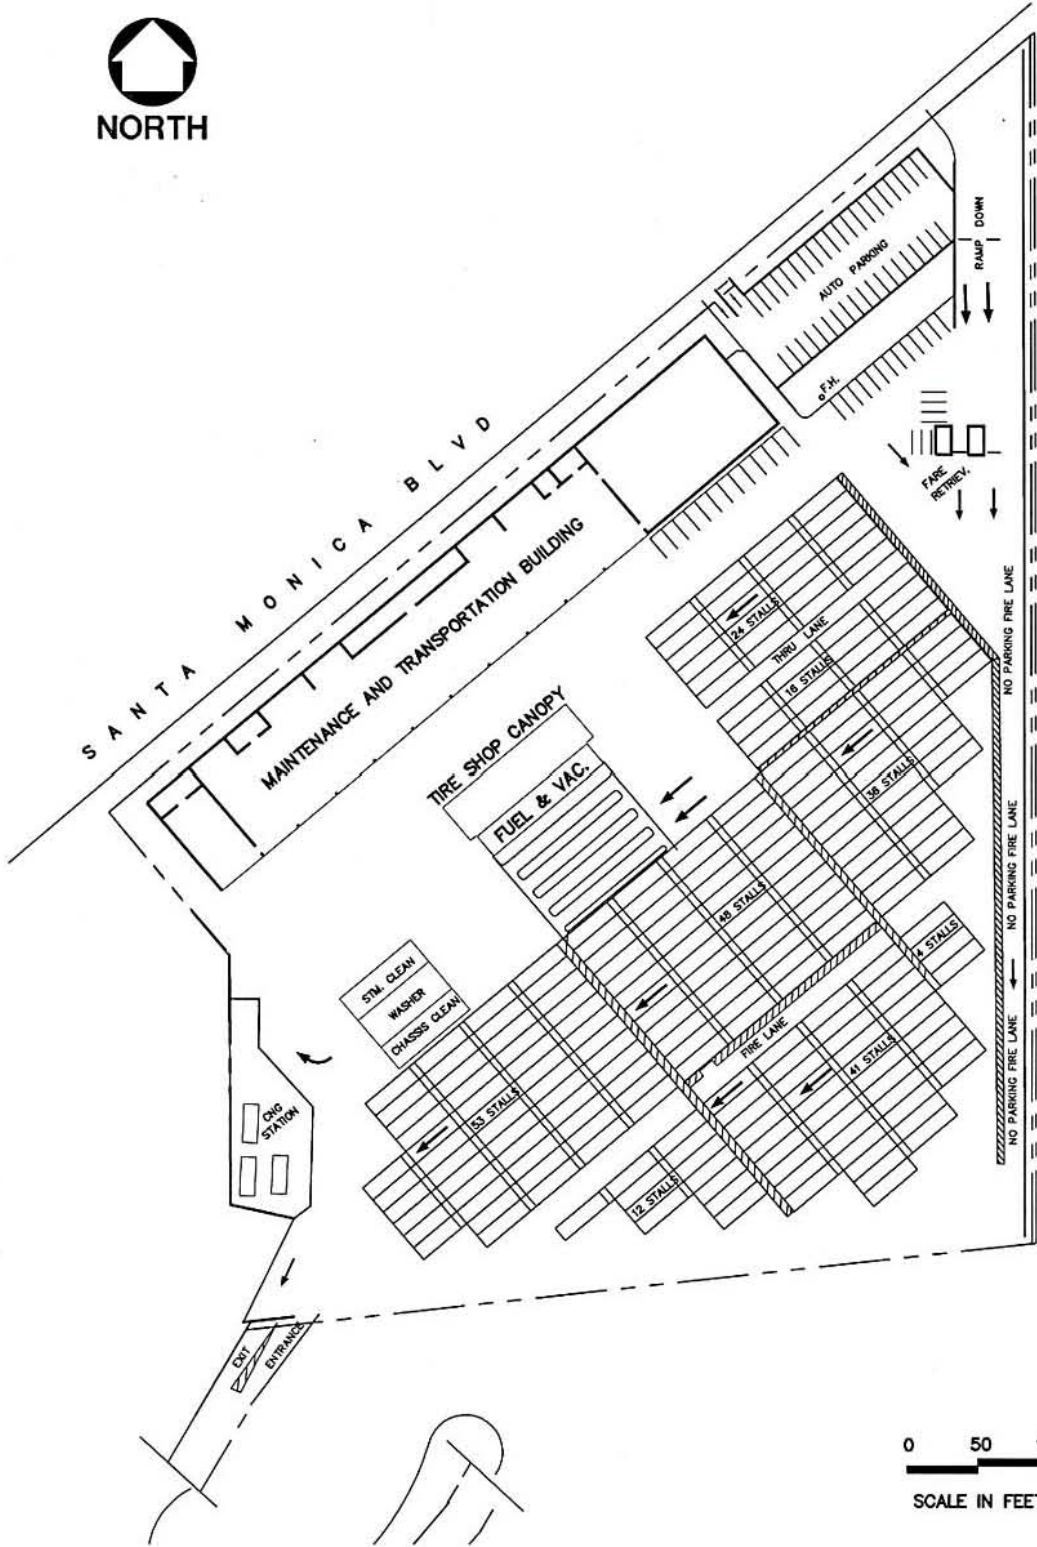 NORTH
SANTA MONICA BLVD
AUTO PARKING
RAMP DOWN
F.H.
FARE
RETRIEV.
MAINTENANCE AND TRANSPORTATION BUILDING
24 STALLS
THRU LANE
16 STALLS
NO PARKING FIRE LANE
TIRE SHOP CANOPY
FUEL & VAC.
38 STALLS
NO PARKING FIRE LANE
48 STALLS
4 STALLS
STM. CLEAN
WASHER
CHASSIS CLEAN
FIRE LANE
41 STALLS
NO PARKING FIRE LANE
53 STALLS
CNG
STATION
12 STALLS
EXIT
ENTRANCE
0 50
SCALE IN FEET